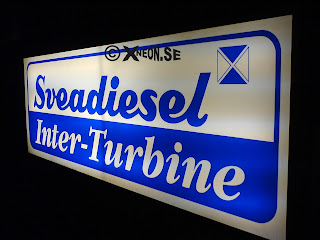 © XNEON.SE
Sveadiesel
Inter-Turbine